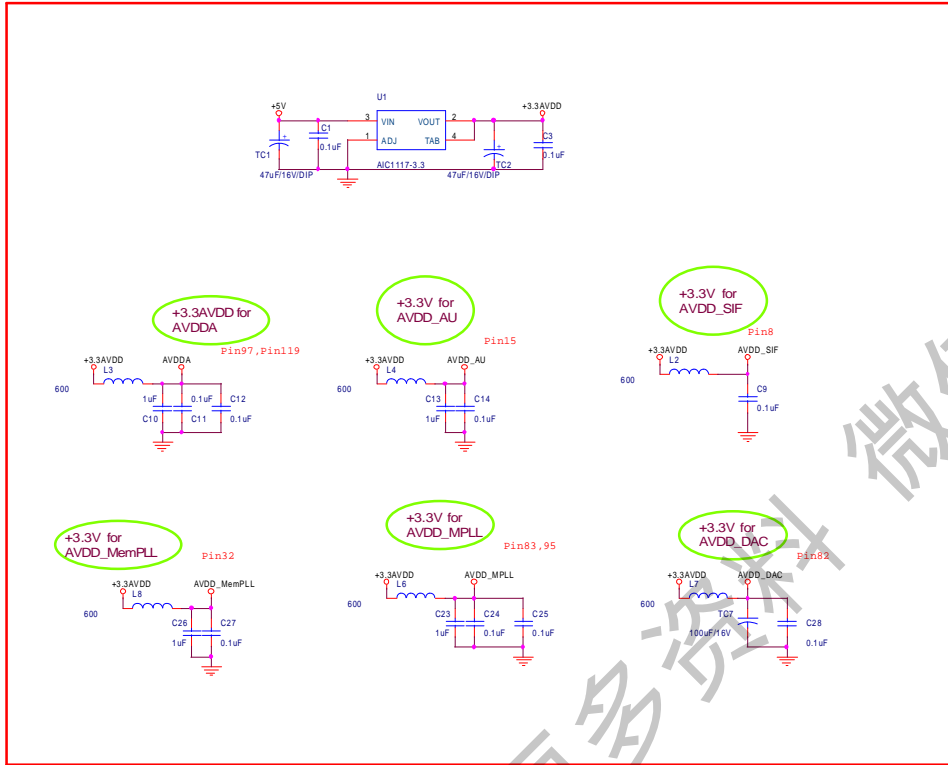 U1
+5V
+3.3AVDD
3
VIN
VOUT
2
C1
1
ADJ
TAB
4
C3
0.1uF
0.1uF
TC1
AIC1117-3.3
TC2
47uF/16V/DIP
47uF/16V/DIP
+3.3AVDD for
AVDDA
Pin97,Pin119
+3.3AVDD
AVDDA
L3
600
1uF
0.1uF
C12
C10
C11
0.1uF
+3.3V for
AVDD_AU
Pin15
+3.3AVDD
AVDD_AU
L4
600
C13
C14
1uF
0.1uF
+3.3V for
AVDD_SIF
Pin8
+3.3AVDD
AVDD_SIF
L2
600
C9
0.1uF
+3.3V for
AVDD_MemPLL
Pin32
+3.3AVDD
AVDD_MemPLL
L8
600
C26
C27
1uF
0.1uF
+3.3V for
AVDD_MPLL
Pin83,95
+3.3AVDD
AVDD_MPLL
L6
600
C23
C24
C25
1uF
0.1uF
0.1uF
+3.3V for
AVDD_DAC
Pin82
+3.3AVDD
AVDD_DAC
L7
600
TC7
C28
100uF/16V
0.1uF
多资料 微